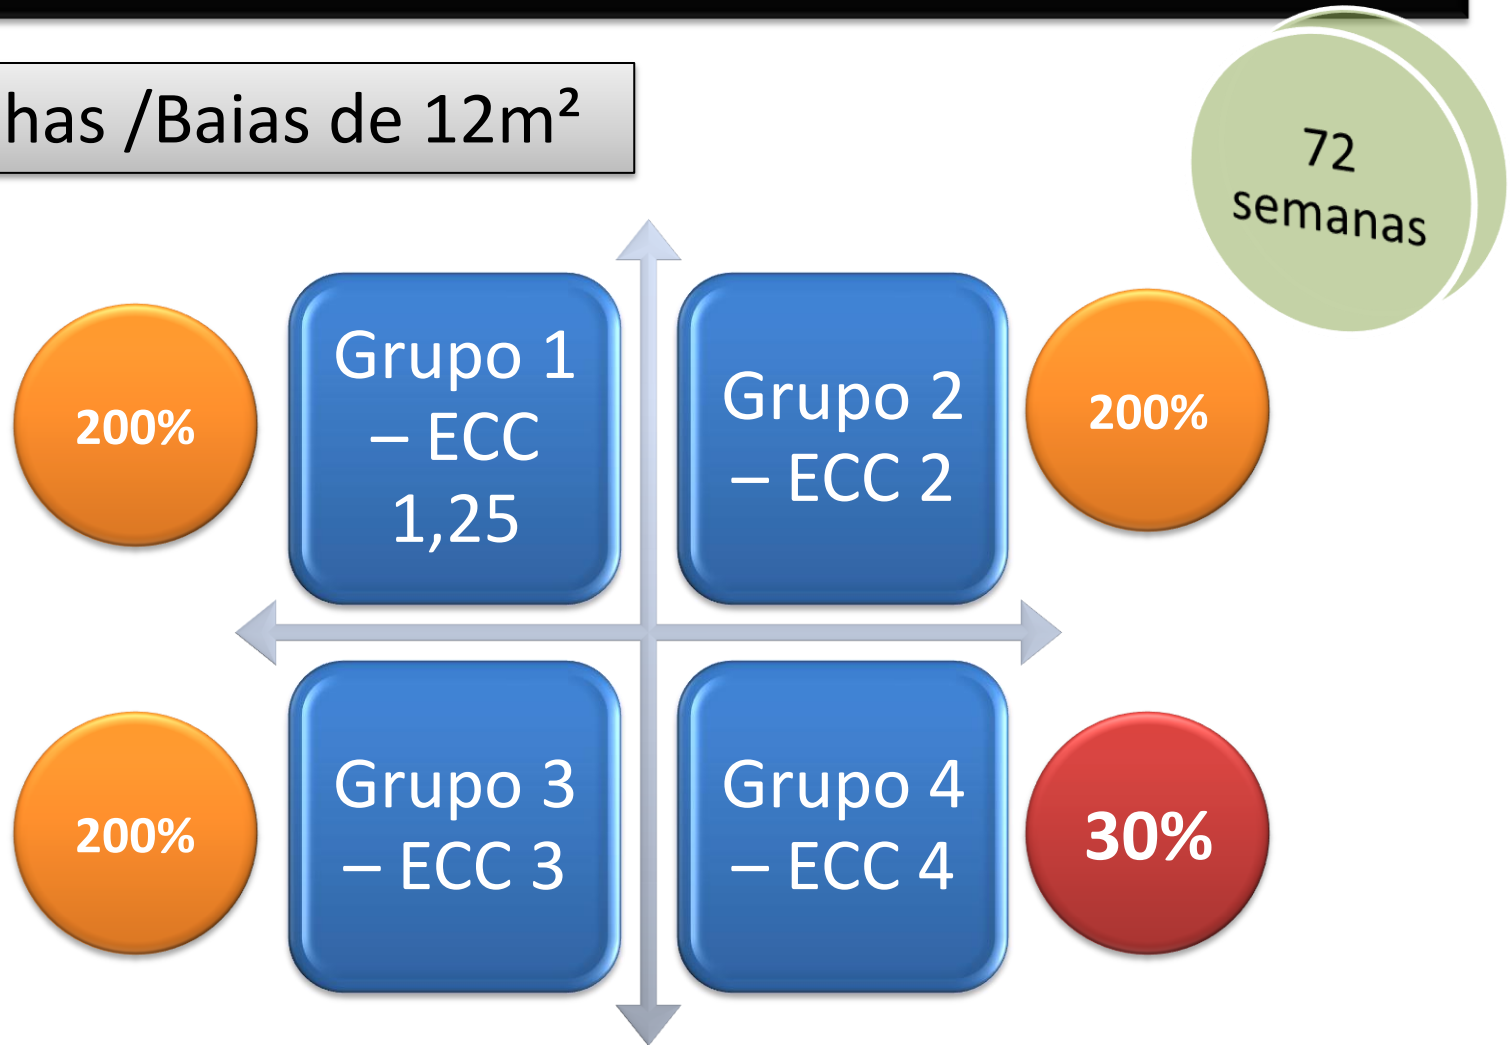 has /Baias de 12m²
72
semanas
200%
Grupo 1
– ECC
1,25
Grupo 2
– ECC 2
200%
200%
Grupo 3
– ECC 3
Grupo 4
– ECC 4
30%